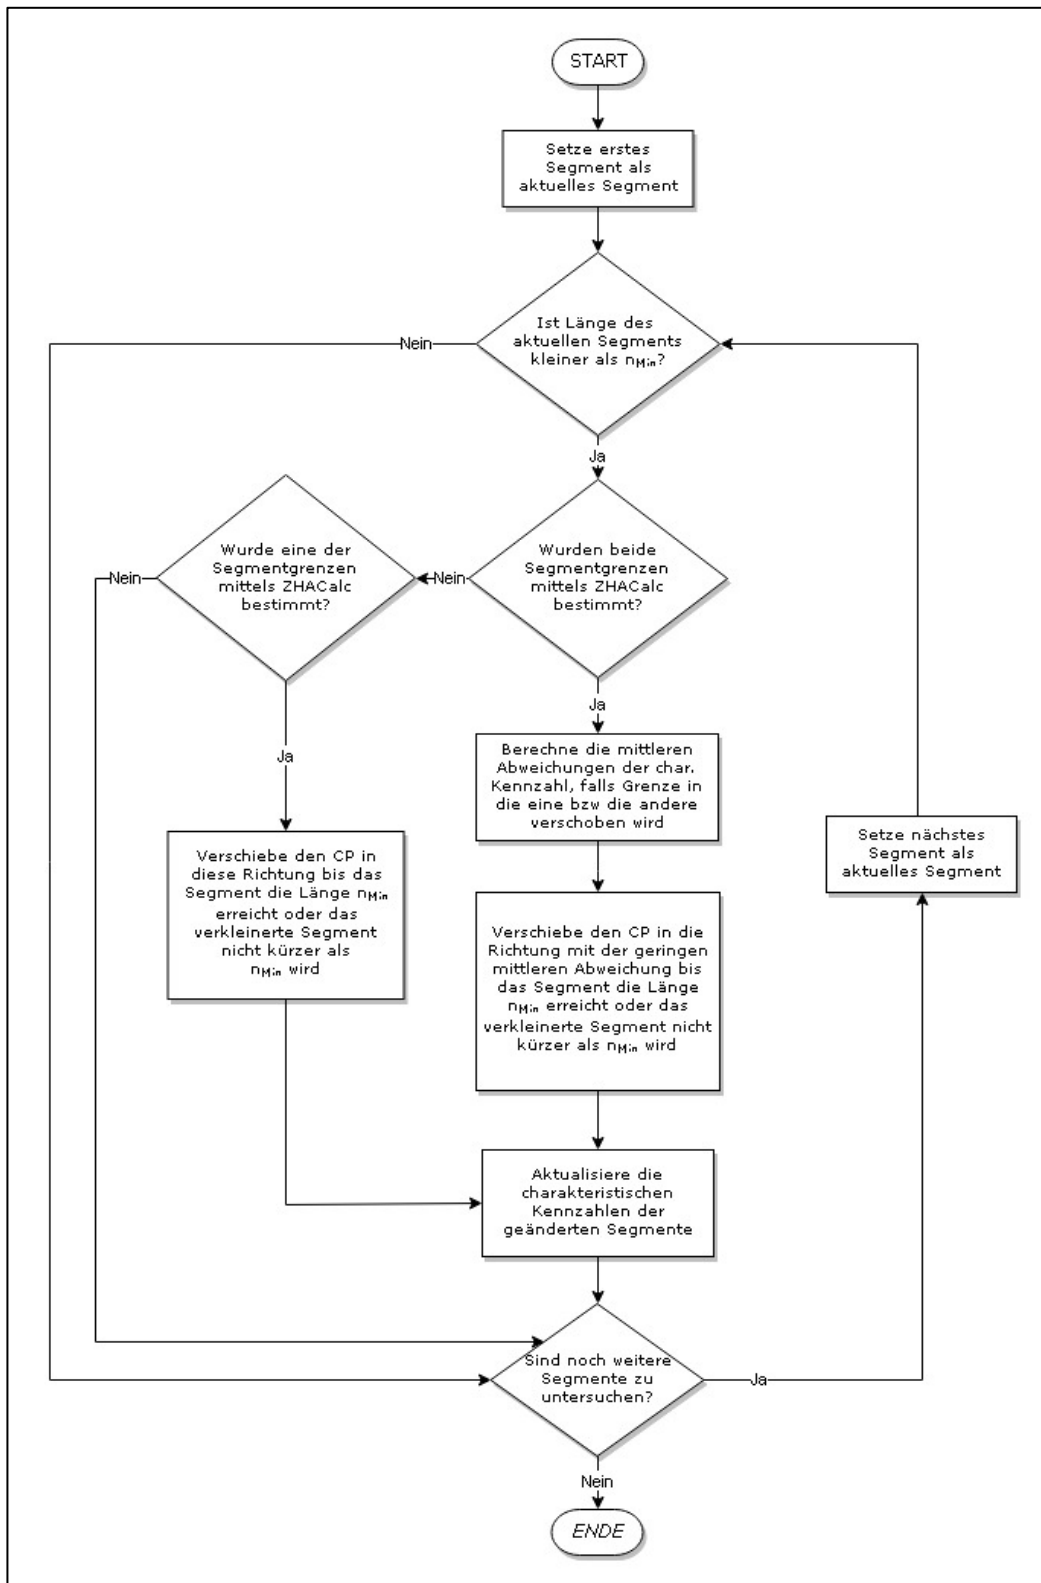 START
Setze erstes
Segment als
aktuelles Segment
Ist Länge des
aktuellen Segments
kleiner als nMin?
Nein
Ja
Wurden beide
Segmentgrenzen
mittels ZHACalc
bestimmt?
Nein
Wurde eine der
Segmentgrenzen
mittels ZHACalc
bestimmt?
Nein
Ja
Ja
Berechne die mittleren
Abweichungen der char.
Kennzahl, falls Grenze in
die eine bzw die andere
verschoben wird
Verschiebe den CP in
diese Richtung bis das
Segment die Länge nMin
erreicht oder das
verkleinerte Segment
nicht kürzer als
nMin wird
Verschiebe den CP in die
Richtung mit der geringen
mittleren Abweichung bis
das Segment die Länge
nMin erreicht oder das
verkleinerte Segment nicht
kürzer als nMin wird
Setze nächstes
Segment als
aktuelles Segment
Aktualisiere die
charakteristischen
Kennzahlen der
geänderten Segmente
Sind noch weitere
Segmente zu
untersuchen?
Ja
Nein
ENDE